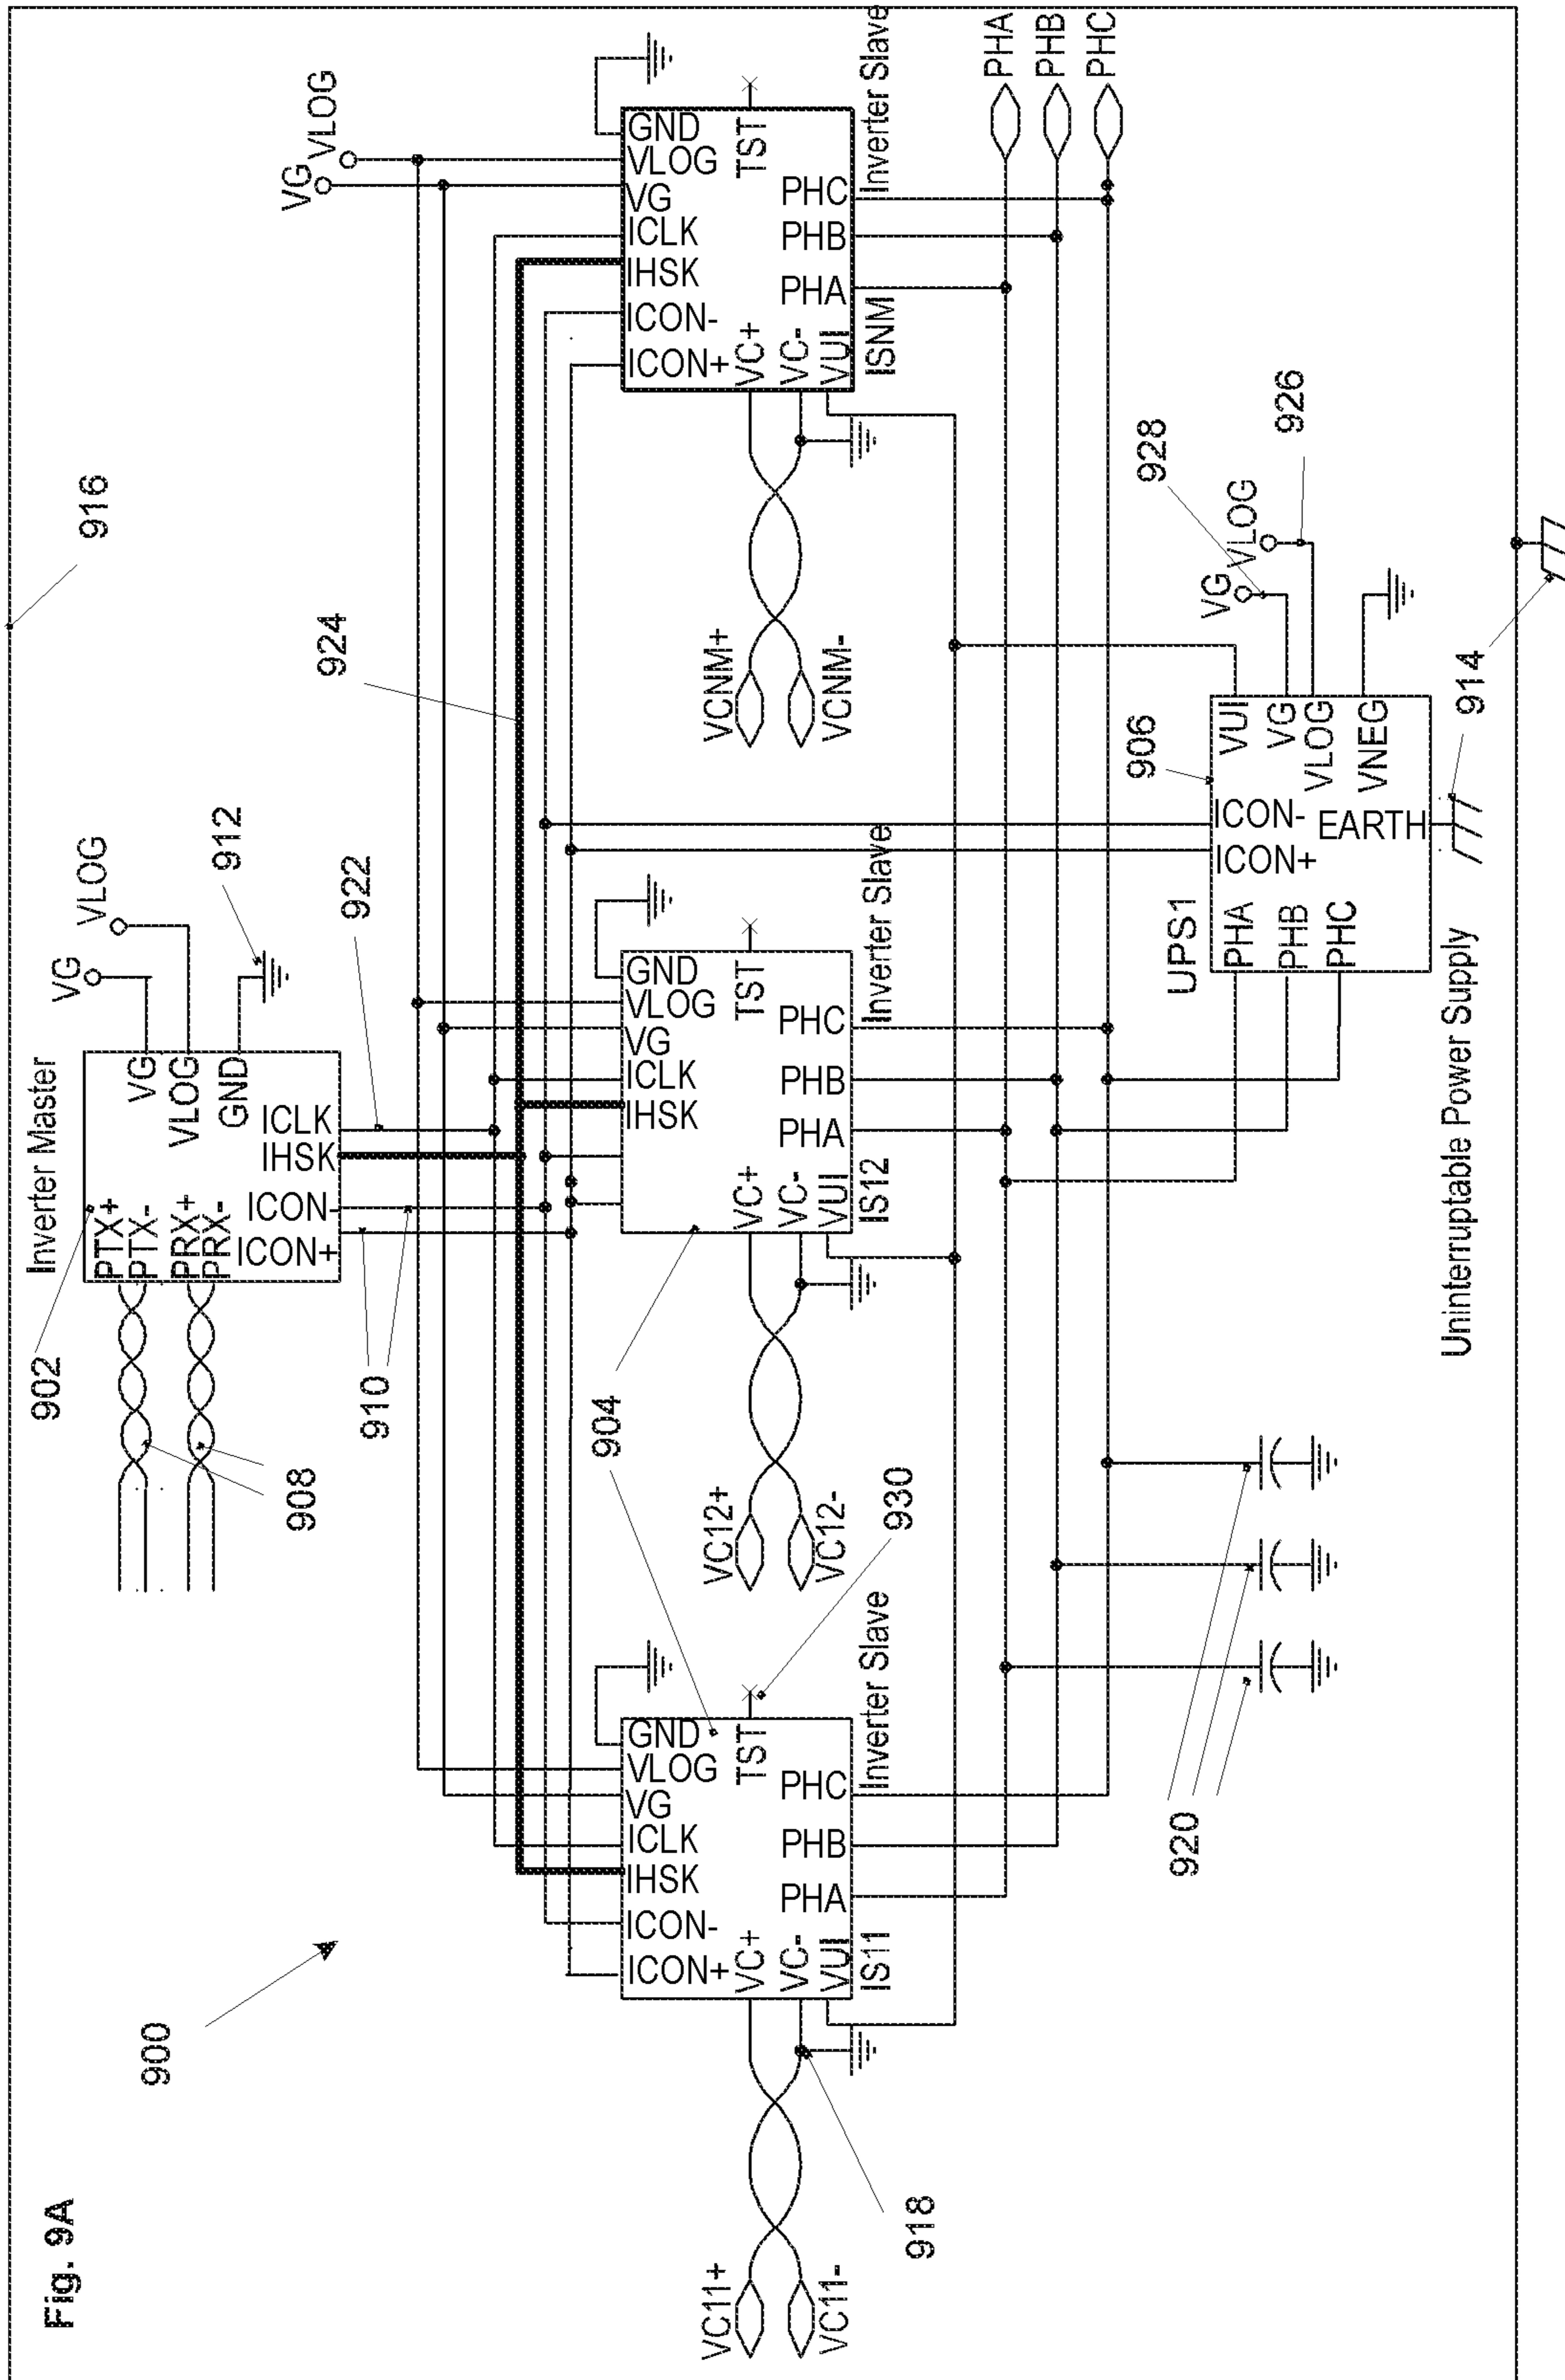 Fig. 9A
900
916
902
Inverter Master
PTX+
PTX-
PRX+
PRX-
VG
VLOG
GND
ICLK
IHSK
ICON-
ICON+
VG
VLOG
912
908
910
922
924
VG
VLOG
ICON+
ICON-
IHSK
ICLK
VG
VLOG
GND
TST
VC+
VC-
VUI
PHA
PHB
PHC
IS11
Inverter Slave
VC11+
VC11-
918
930
904
IHSK
ICLK
VG
VLOG
GND
TST
VC+
VC-
VUI
PHA
PHB
PHC
IS12
Inverter Slave
VC12+
VC12-
ICON+
ICON-
IHSK
ICLK
VG
VLOG
GND
TST
VC+
VC-
VUI
PHA
PHB
PHC
ISNM
Inverter Slave
VCNM+
VCNM-
PHA
PHB
PHC
920
UPS1
906
PHA
PHB
PHC
ICON+
ICON-
VUI
VG
VLOG
VNEG
EARTH
VG
VLOG
928
926
914
Uninterruptable Power Supply